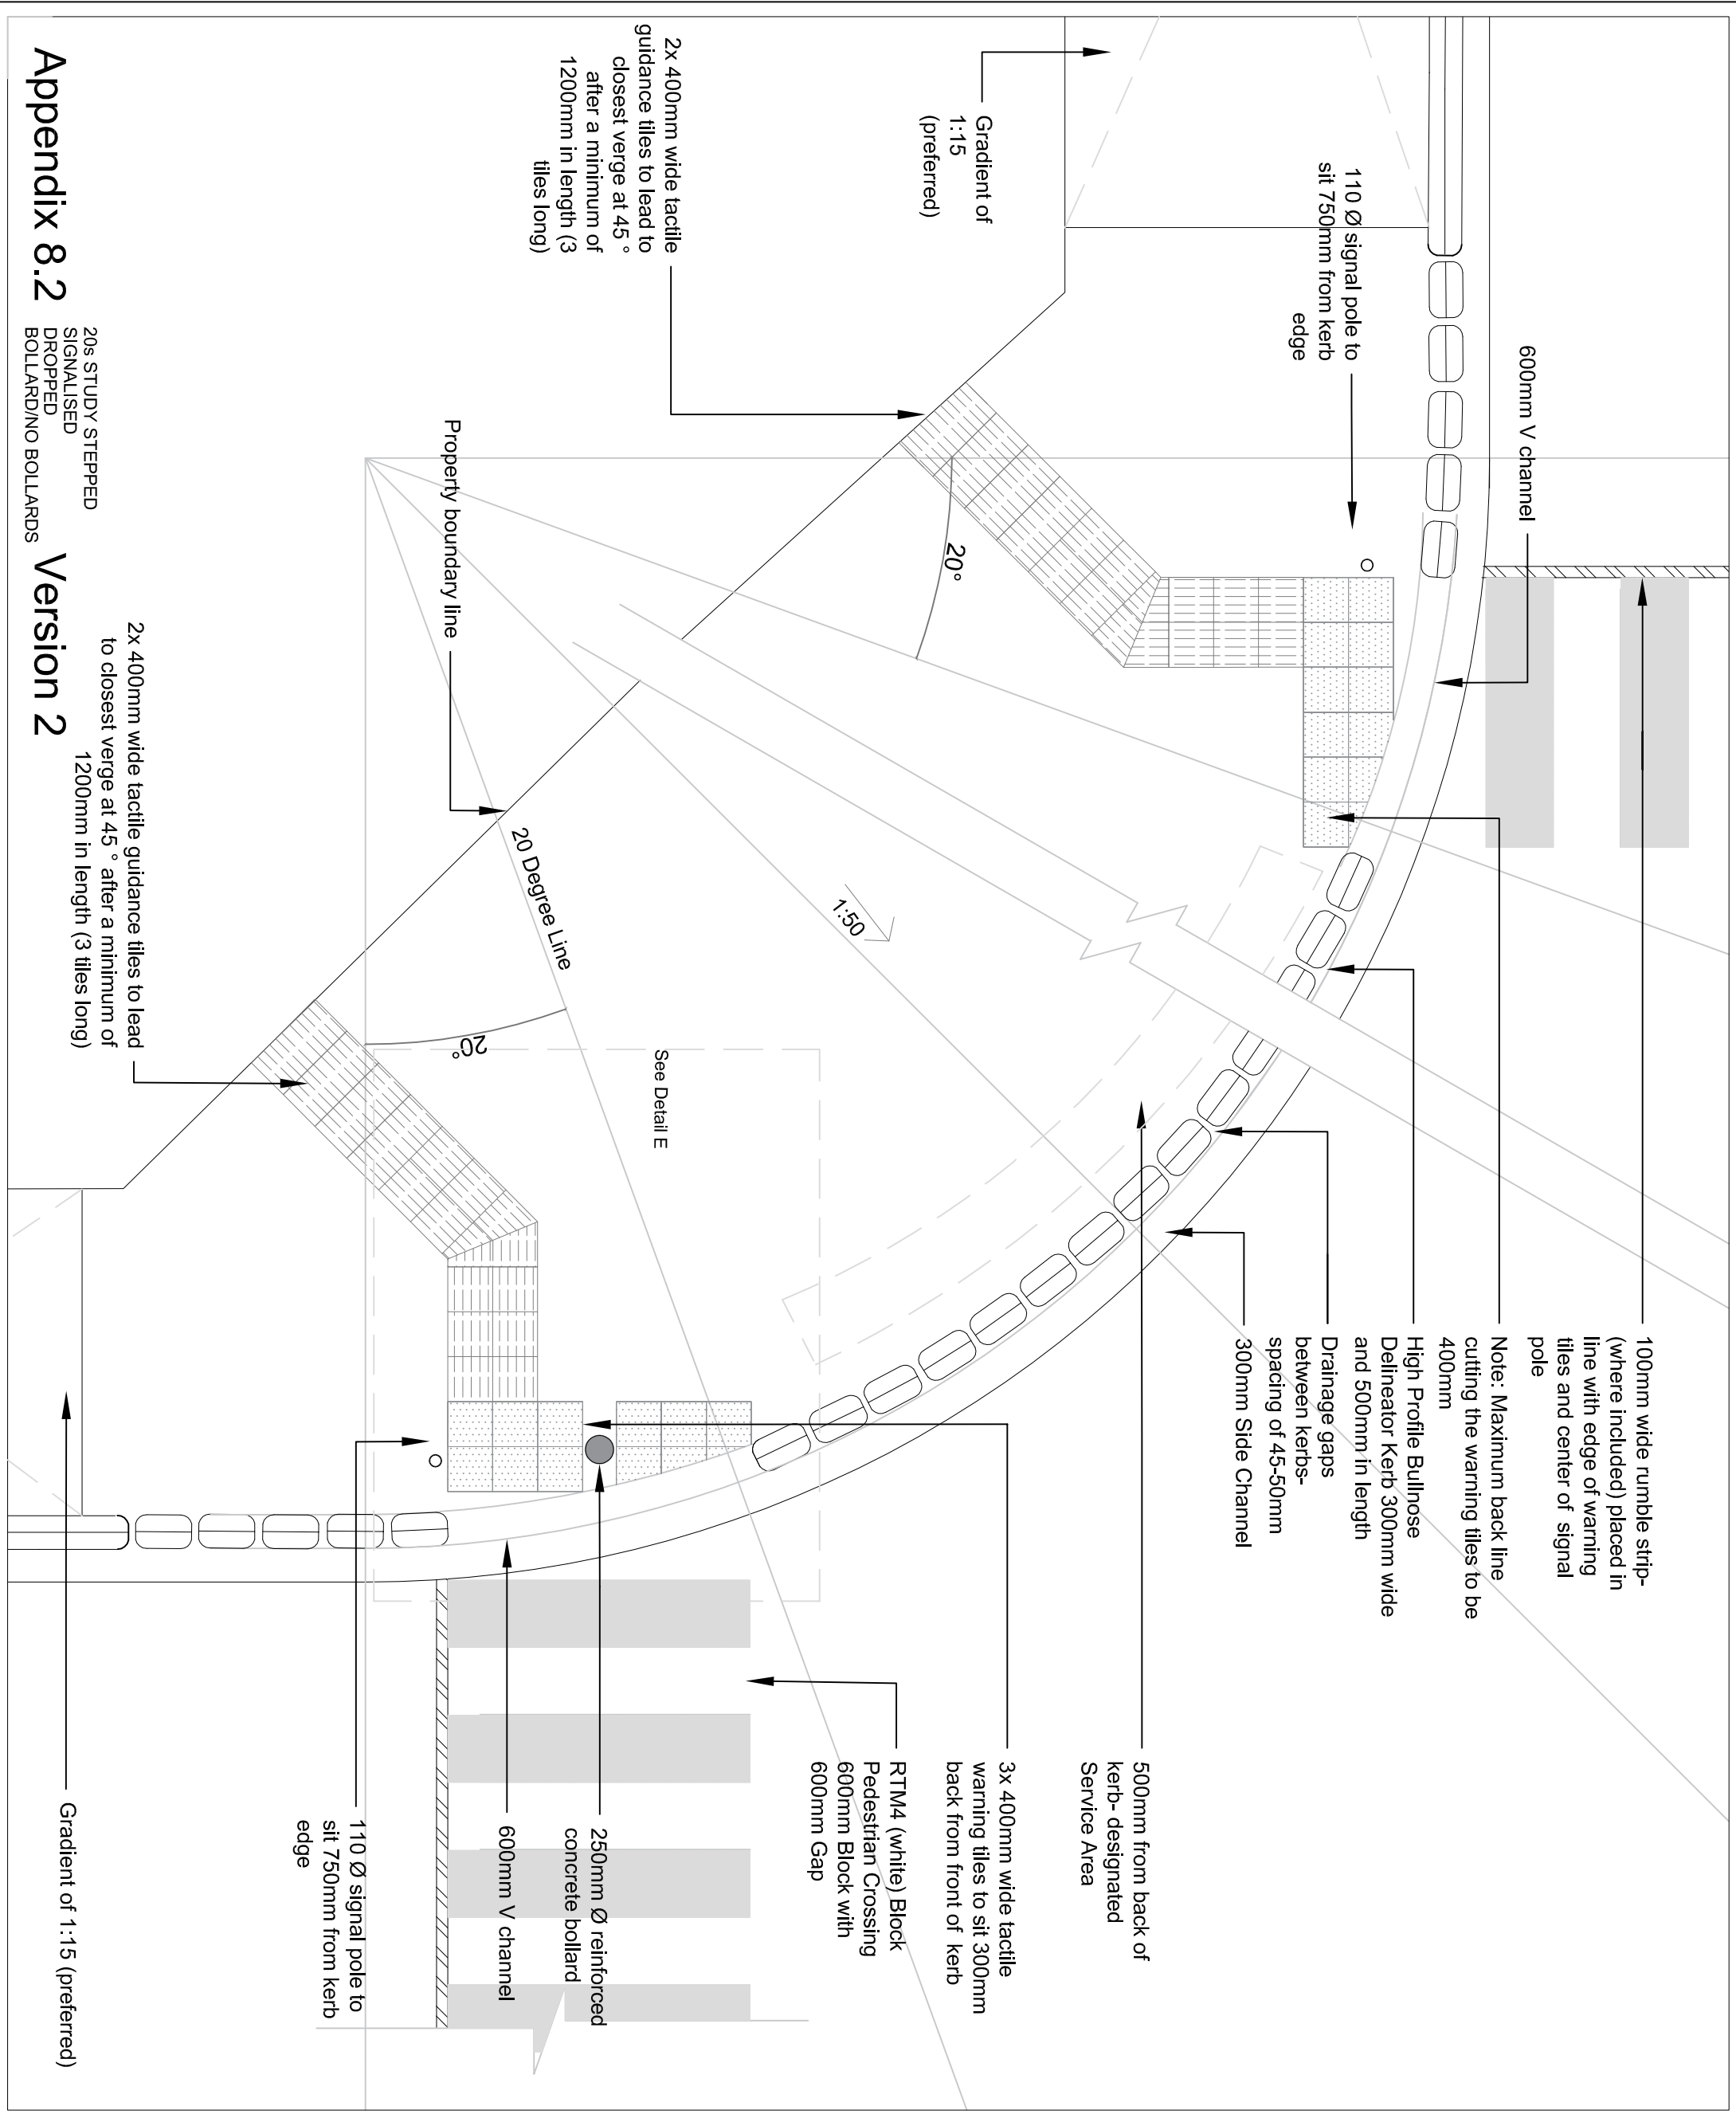 100mm wide rumble strip-
(where included) placed in
line with edge of warning
tiles and center of signal
pole
600mm V channel
Note: Maximum back line
cutting the warning tiles to be
400mm
High Profile Bullnose
Delineator Kerb 300mm wide
and 500mm in length
Drainage gaps
between kerbs-
spacing of 45-50mm
300mm Side Channel
110 Ø signal pole to
sit 750mm from kerb
edge
500mm from back of
kerb- designated
Service Area
3x 400mm wide tactile
warning tiles to sit 300mm
back from front of kerb
Gradient of
1:15
(preferred)
20°
1:50
RTM4 (white) Block
Pedestrian Crossing
600mm Block with
600mm Gap
2x 400mm wide tactile
guidance tiles to lead to
closest verge at 45 °
after a minimum of
1200mm in length (3
tiles long)
See Detail E
250mm Ø reinforced
concrete bollard
20 Degree Line
600mm V channel
20°
Property boundary line
110 Ø signal pole to
sit 750mm from kerb
edge
2x 400mm wide tactile guidance tiles to lead
to closest verge at 45 ° after a minimum of
1200mm in length (3 tiles long)
Gradient of 1:15 (preferred)
Appendix 8.2
20s STUDY STEPPED
SIGNALISED
DROPPED
BOLLARD/NO BOLLARDS
Version 2